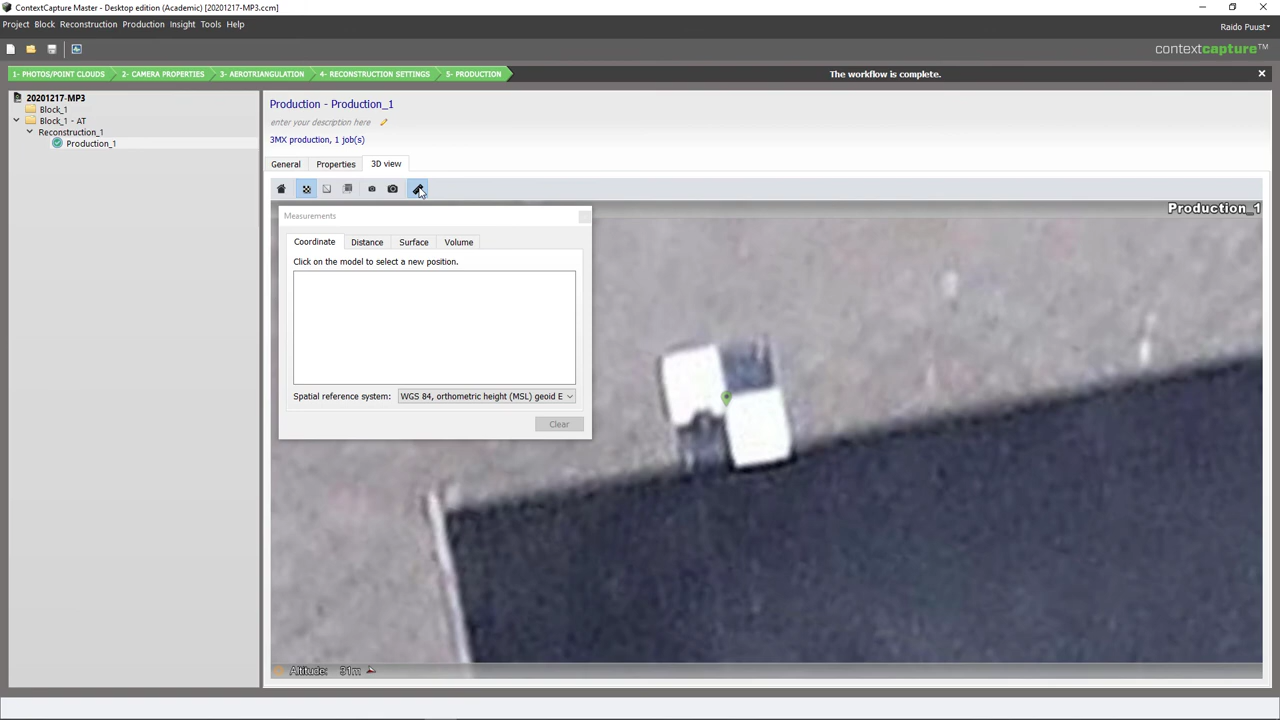 ContextCapture Master - Desktop edition (Academic) [20201217-MP3.ccm]
Project Block Reconstruction Production Insight Tools Help
Raido Puust
contextcapture™
1- PHOTOS/POINT CLOUDS 2- CAMERA PROPERTIES 3- AEROTRIANGULATION 4- RECONSTRUCTION SETTINGS 5- PRODUCTION
The workflow is complete.
20201217-MP3
Block_1
Block_1 - AT
Reconstruction_1
Production_1
Production - Production_1
enter your description here
3MX production, 1 job(s)
General Properties 3D view
Production_1
Measurements
Coordinate Distance Surface Volume
Click on the model to select a new position.
Spatial reference system: WGS 84, orthometric height (MSL) geoid E
Clear
Altitude: 31m